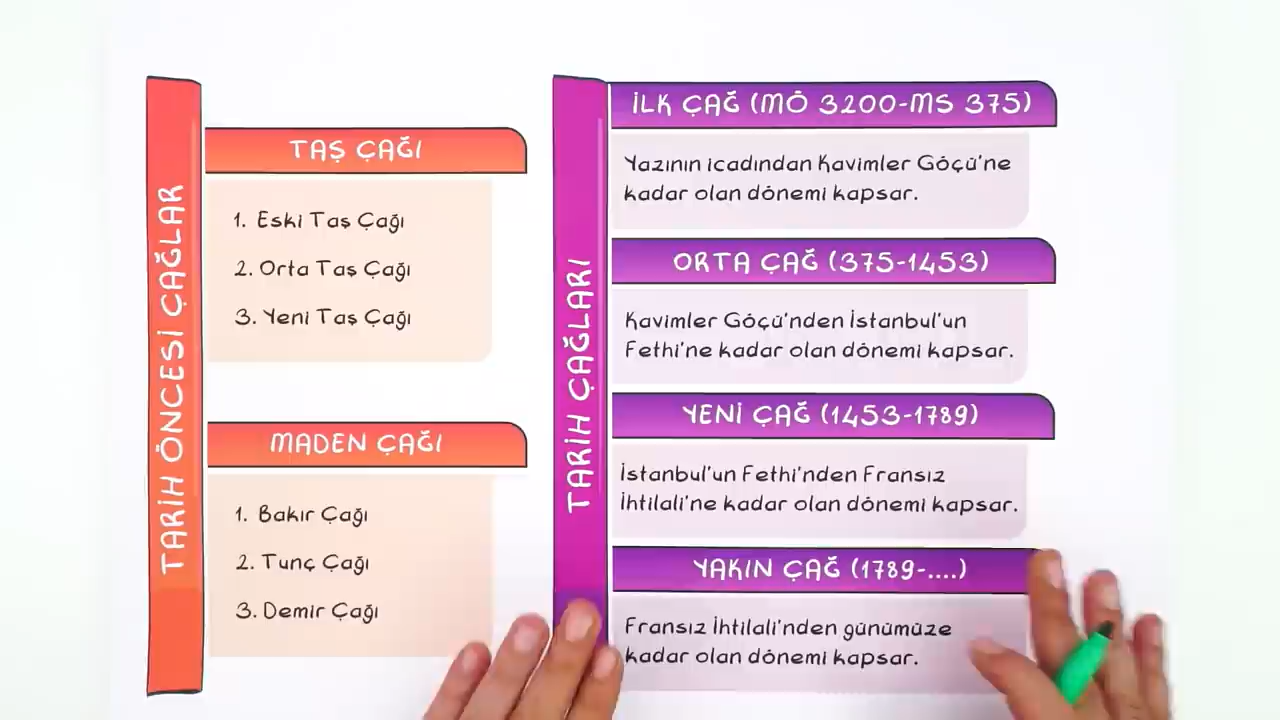 TARİH ÖNCESİ ÇAĞLAR
TAŞ ÇAĞI
1. Eski Taş Çağı
2. Orta Taş Çağı
3. Yeni Taş Çağı
MADEN ÇAĞI
1. Bakır Çağı
2. Tunç Çağı
3. Demir Çağı
TARİH ÇAĞLARI
İLK ÇAĞ (MÖ 3200-MS 375)
Yazının icadından Kavimler Göçü'ne
kadar olan dönemi kapsar.
ORTA ÇAĞ (375-1453)
Kavimler Göçü'nden İstanbul'un
Fethi'ne kadar olan dönemi kapsar.
YENİ ÇAĞ (1453-1789)
İstanbul'un Fethi'nden Fransız
İhtilali'ne kadar olan dönemi kapsar.
YAKIN ÇAĞ (1789-....)
Fransız İhtilali'nden günümüze
kadar olan dönemi kapsar.